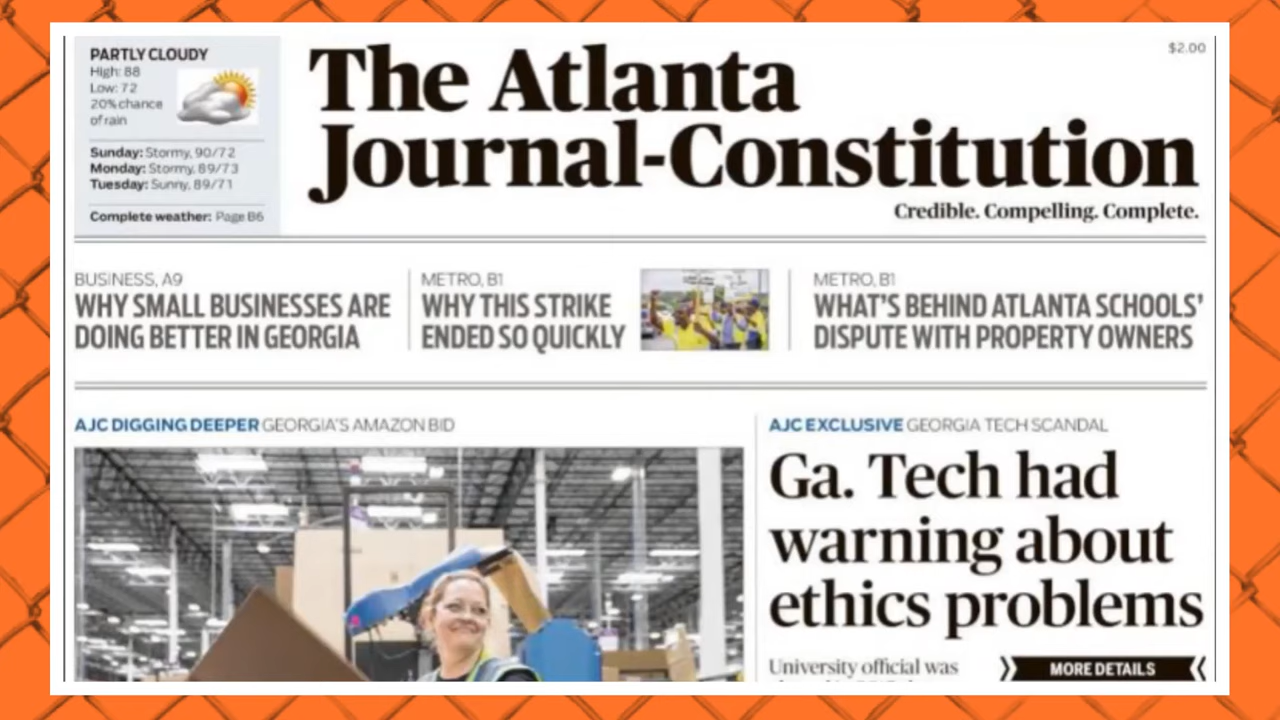 PARTLY CLOUDY
High: 88
Low: 72
20% chance
of rain
Sunday: Stormy, 90/72
Monday: Stormy, 89/73
Tuesday: Sunny, 89/71
Complete weather: Page B6
$2.00
The Atlanta
Journal-Constitution
Credible. Compelling. Complete.
BUSINESS, A9
WHY SMALL BUSINESSES ARE
DOING BETTER IN GEORGIA
METRO, B1
WHY THIS STRIKE
ENDED SO QUICKLY
METRO, B1
WHAT'S BEHIND ATLANTA SCHOOLS'
DISPUTE WITH PROPERTY OWNERS
AJC DIGGING DEEPER GEORGIA'S AMAZON BID
AJC EXCLUSIVE GEORGIA TECH SCANDAL
Ga. Tech had
warning about
ethics problems
University official was
MORE DETAILS